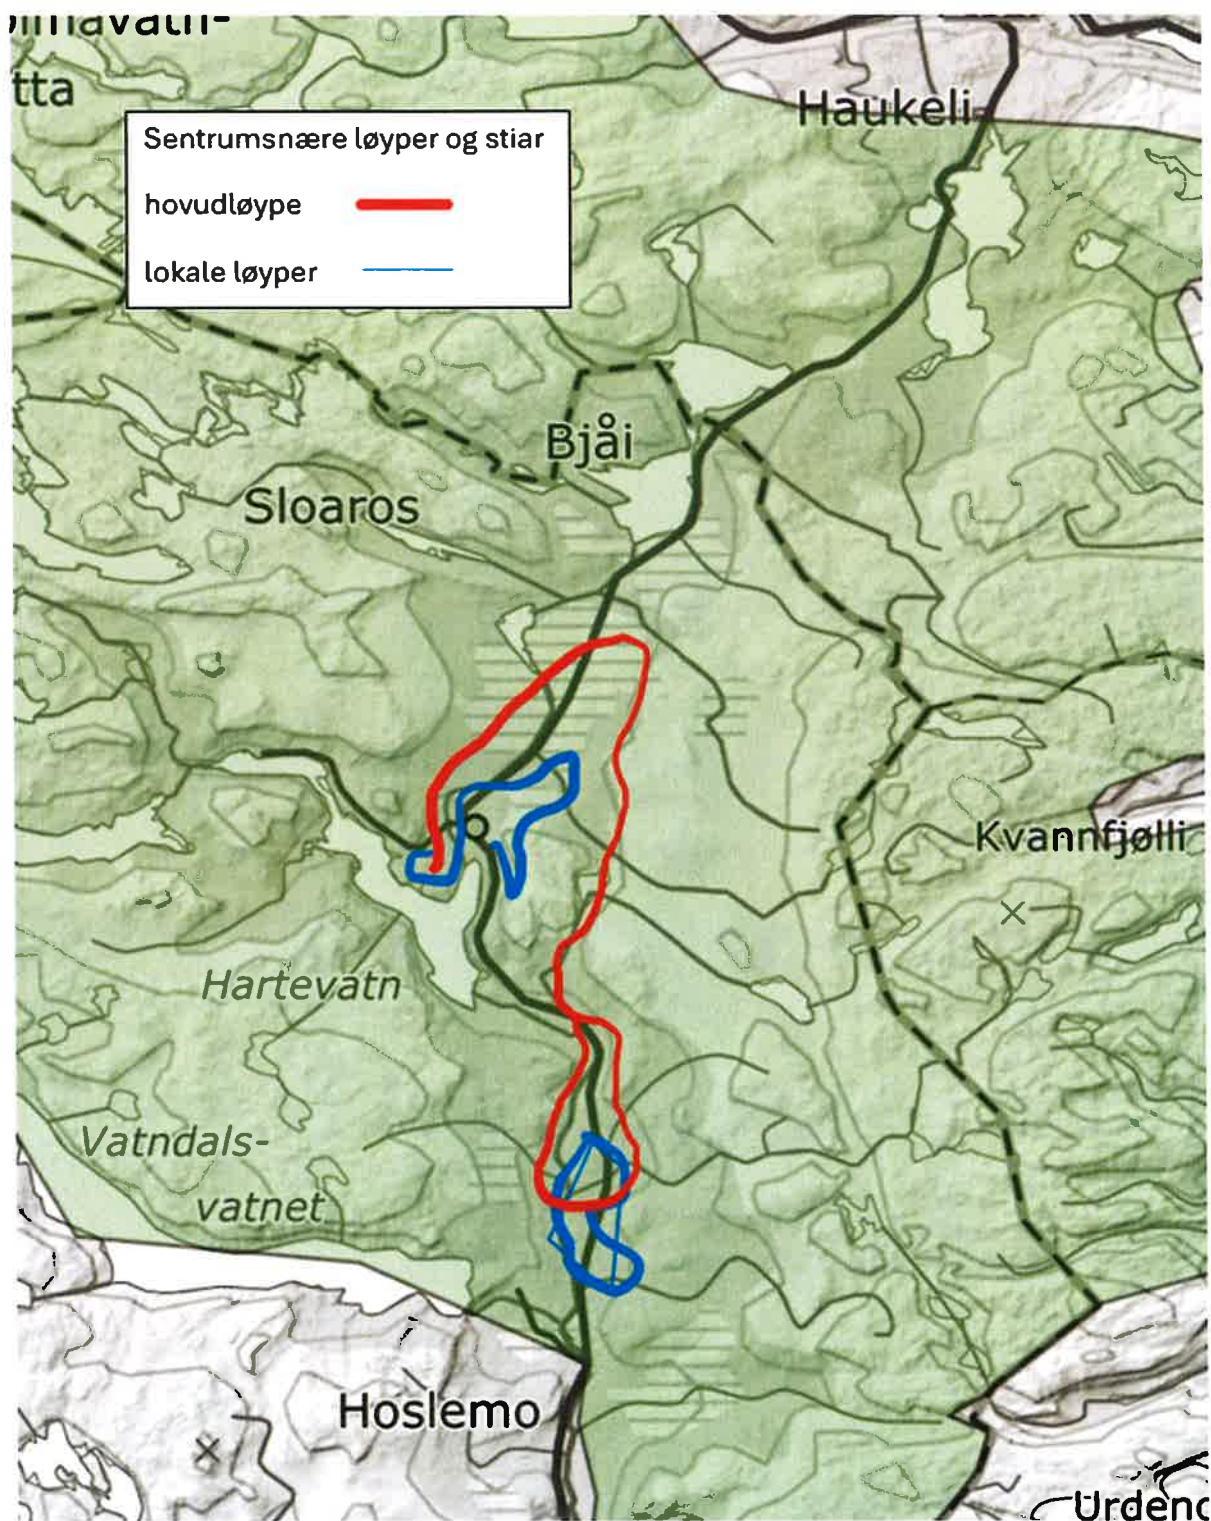 tta
Haukeli
Sentrumsnære løyper og stiar
hovudløype
lokale løyper
Bjåi
Sloaros
Kvannfjølli
Hartevatn
Vatndals-
vatnet
Hoslemo